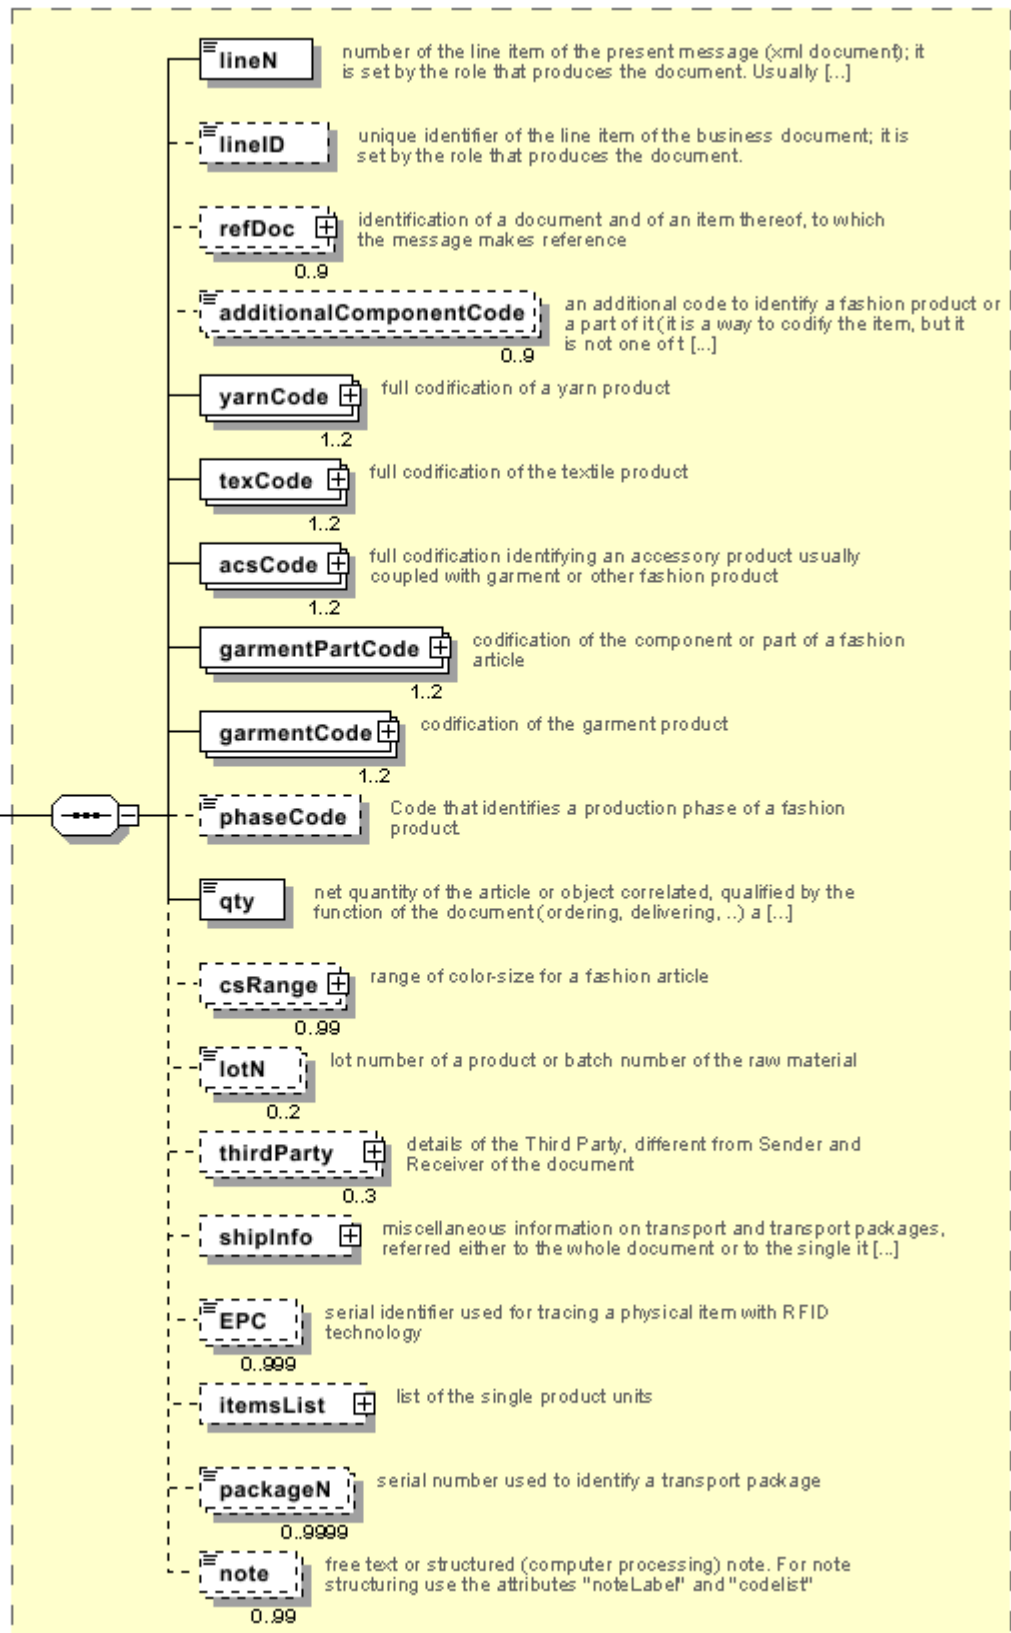 lineN
number of the line item of the present message (xml document); it
is set by the role that produces the document. Usually [...]
lineID
unique identifier of the line item of the business document; it is
set by the role that produces the document.
refDoc
identification of a document and of an item thereof, to which
the message makes reference
0..9
additionalComponentCode
an additional code to identify a fashion product or
a part of it (it is a way to codify the item, but it
is not one of t [...]
0..9
yarnCode
full codification of a yarn product
1..2
texCode
full codification of the textile product
1..2
acsCode
full codification identifying an accessory product usually
coupled with garment or other fashion product
1..2
garmentPartCode
codification of the component or part of a fashion
article
1..2
garmentCode
codification of the garment product
1..2
phaseCode
Code that identifies a production phase of a fashion
product.
qty
net quantity of the article or object correlated, qualified by the
function of the document (ordering, delivering, ..) a [...]
csRange
range of color-size for a fashion article
0..99
lotN
lot number of a product or batch number of the raw material
0..2
thirdParty
details of the Third Party, different from Sender and
Receiver of the document
0..3
shipInfo
miscellaneous information on transport and transport packages,
referred either to the whole document or to the single it [...]
EPC
serial identifier used for tracing a physical item with RFID
technology
0..999
itemsList
list of the single product units
packageN
serial number used to identify a transport package
0..9999
note
free text or structured (computer processing) note. For note
structuring use the attributes "noteLabel" and "codelist"
0..99